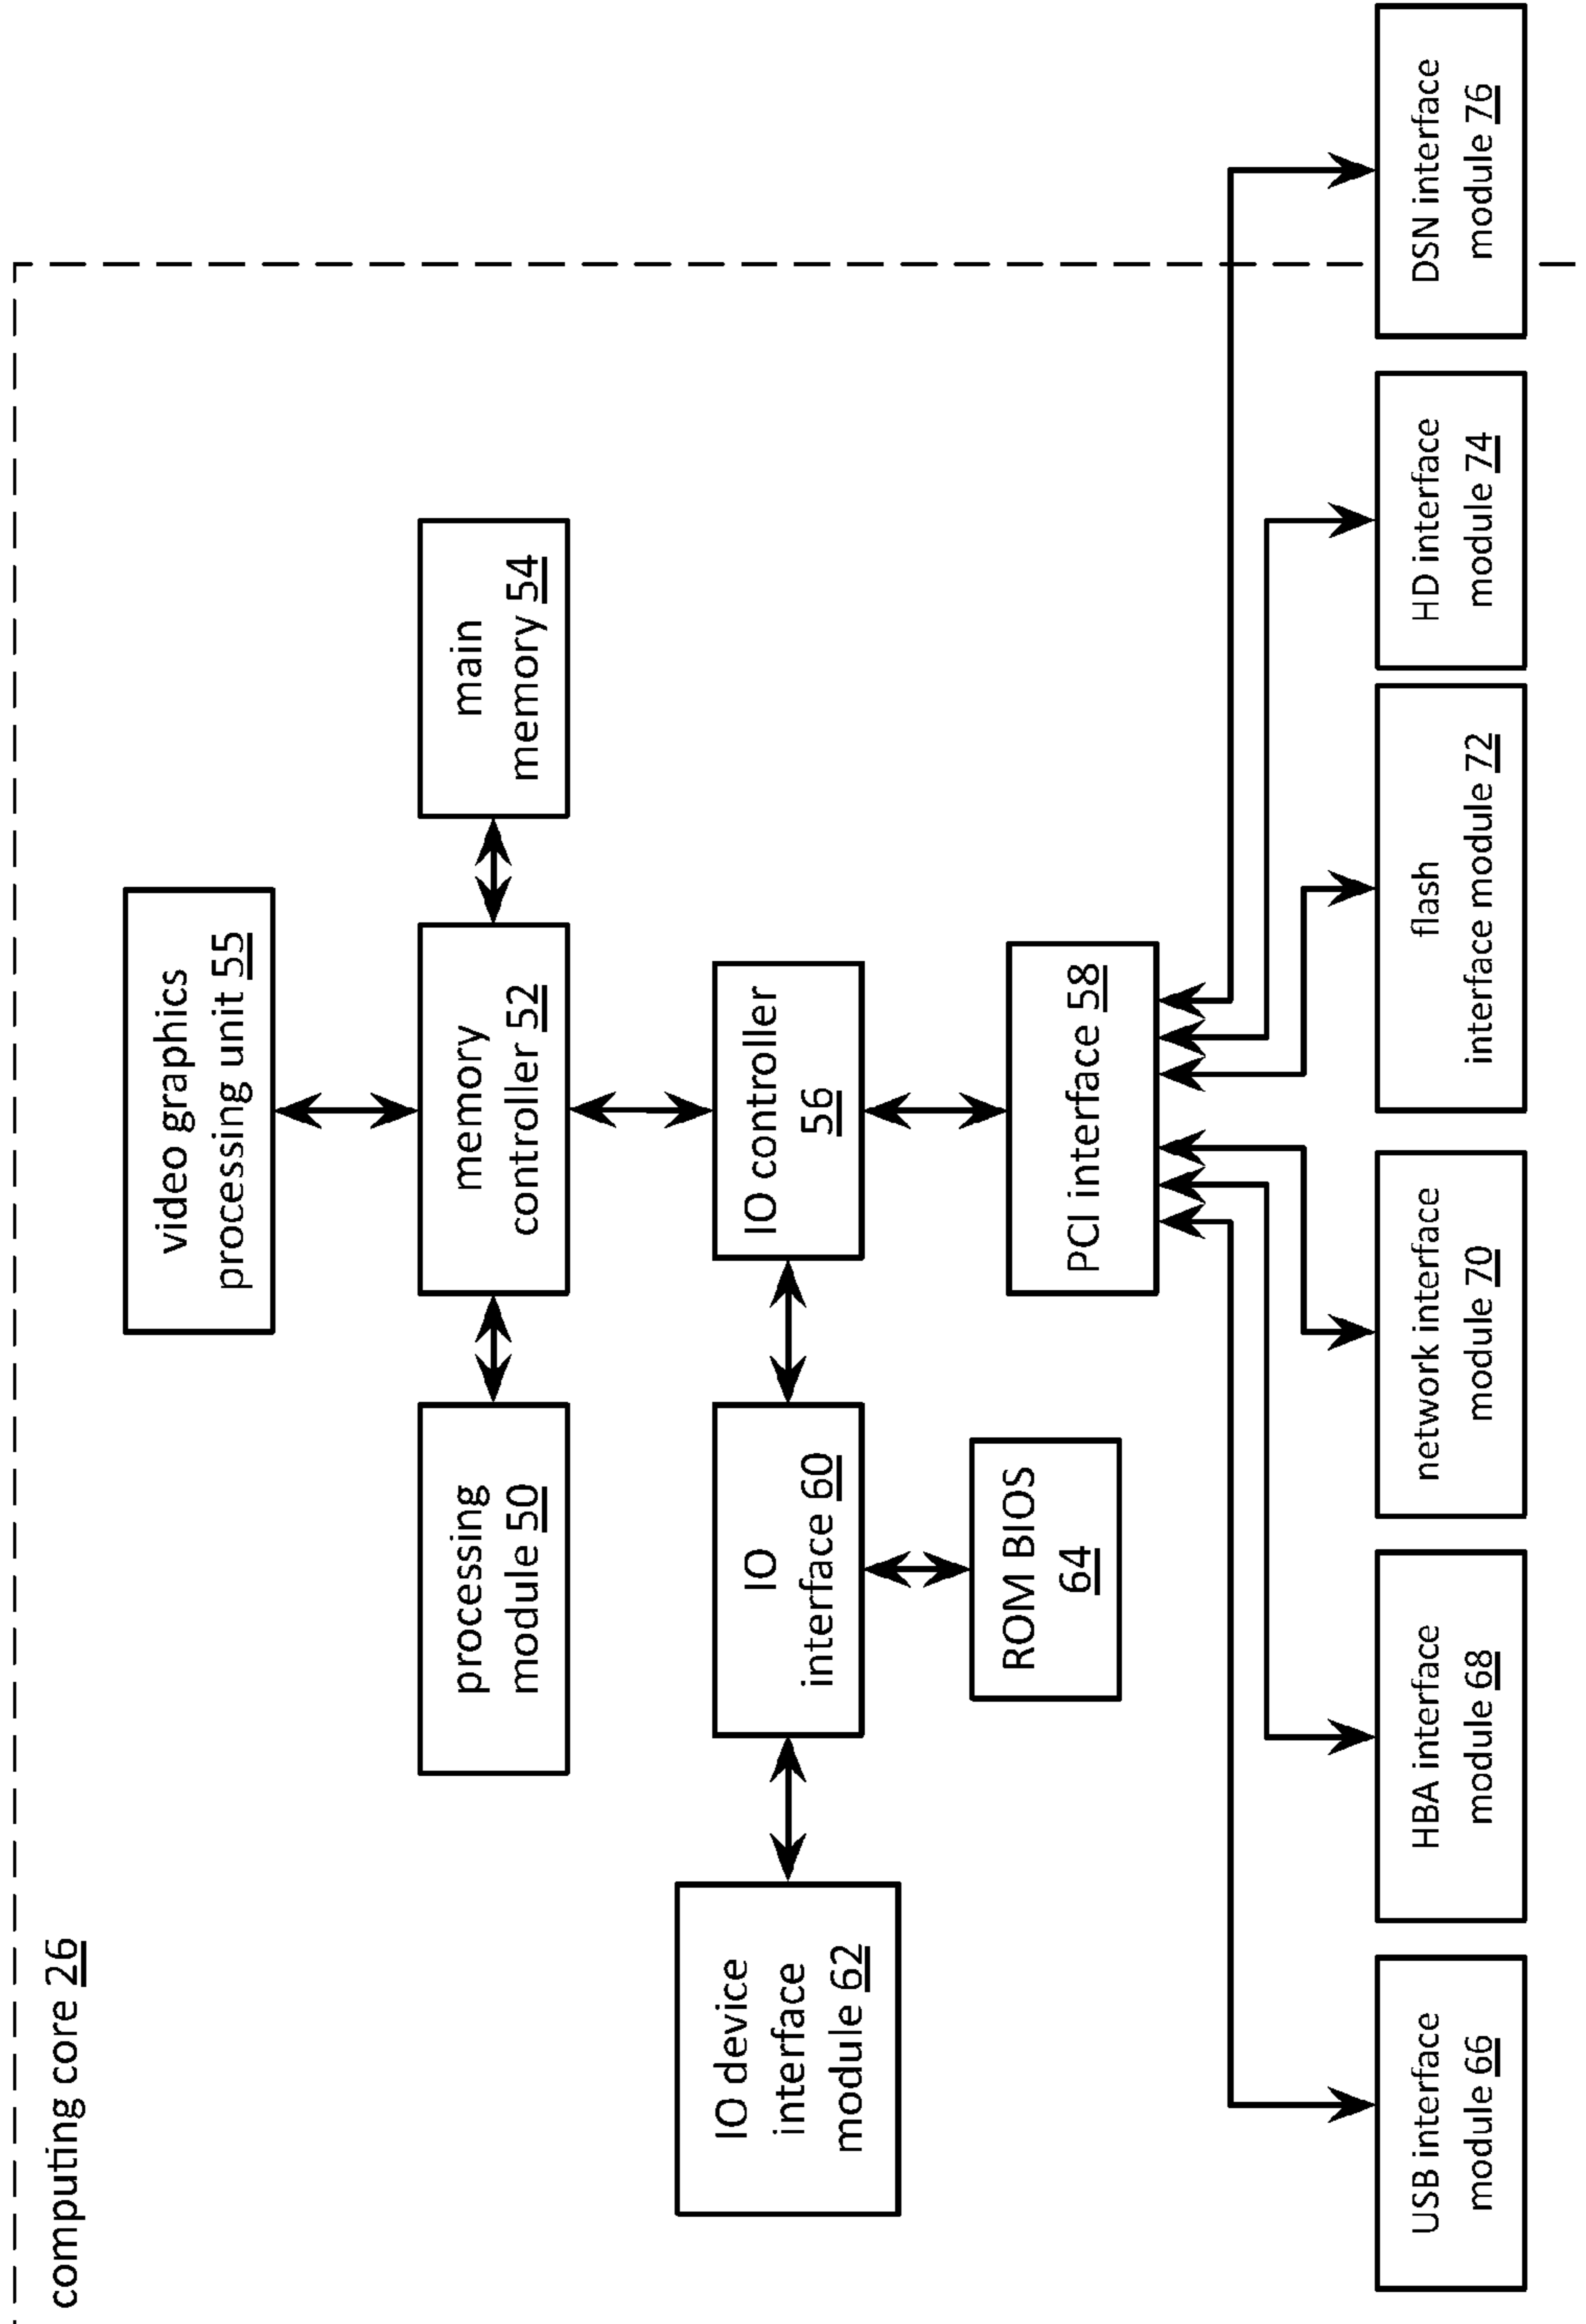 computing core 26
video graphics
processing unit 55
processing
module 50
memory
controller 52
main
memory 54
IO device
interface
module 62
IO
interface 60
IO controller
56
ROM BIOS
64
PCI interface 58
USB interface
module 66
HBA interface
module 68
network interface
module 70
flash
interface module 72
HD interface
module 74
DSN interface
module 76